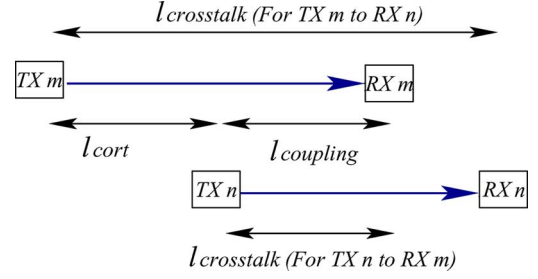 l crosstalk (For TX m to RX n)
TX m
RX m
l cort
l coupling
TX n
RX n
l crosstalk (For TX n to RX m)